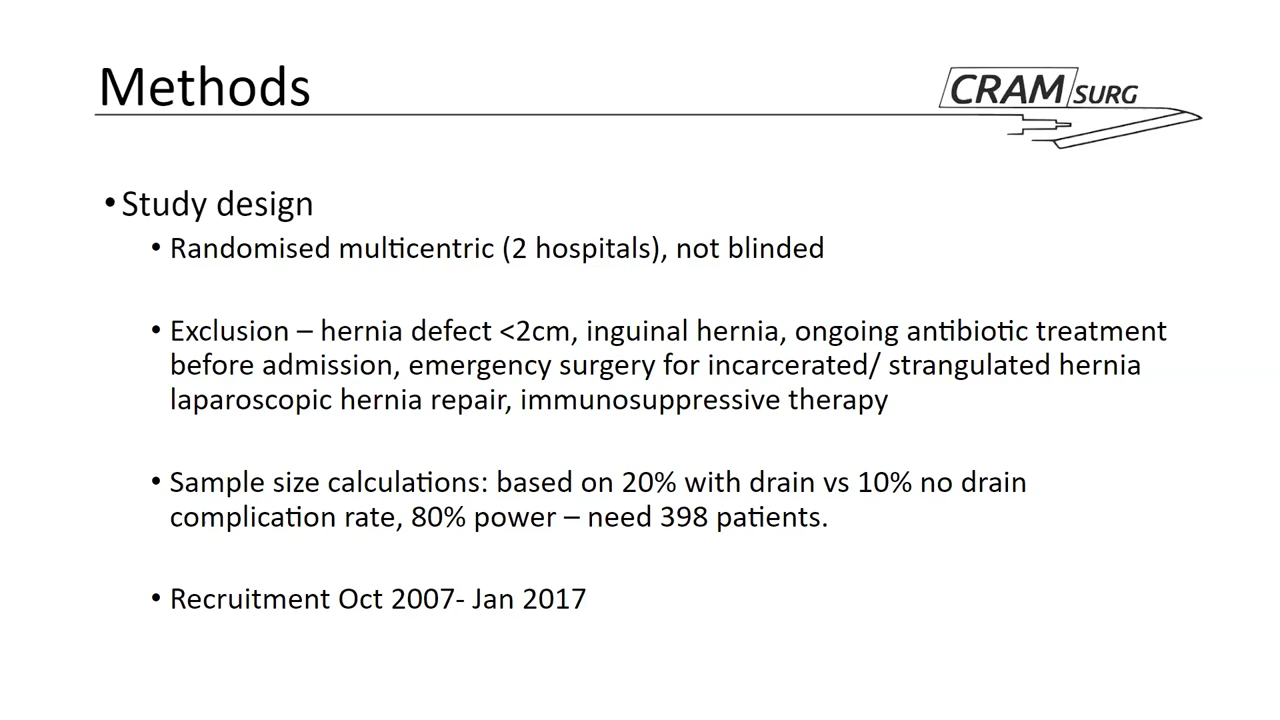 Methods
CRAM SURG
•Study design
• Randomised multicentric (2 hospitals), not blinded
• Exclusion – hernia defect <2cm, inguinal hernia, ongoing antibiotic treatment
before admission, emergency surgery for incarcerated/ strangulated hernia
laparoscopic hernia repair, immunosuppressive therapy
• Sample size calculations: based on 20% with drain vs 10% no drain
complication rate, 80% power – need 398 patients.
• Recruitment Oct 2007- Jan 2017